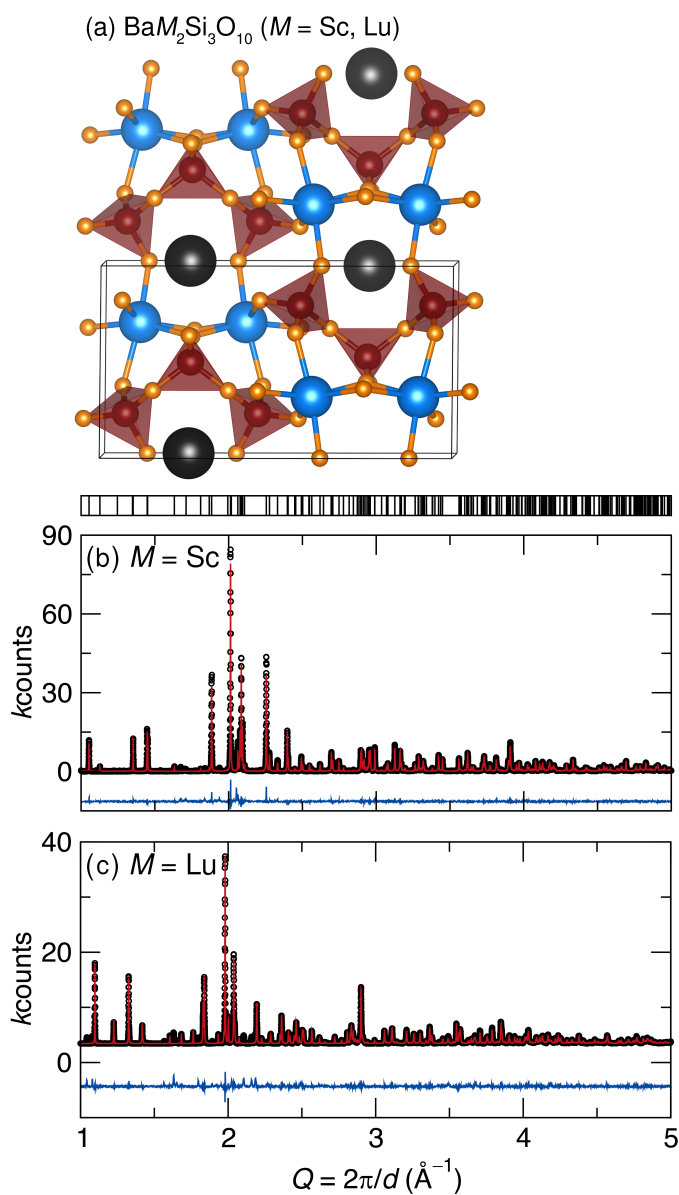 (a) BaM₂Si₃O₁₀ (M = Sc, Lu)
90
(b) M = Sc
60
kcounts
30
0
40
(c) M = Lu
20
kcounts
0
1 2 3 4 5
Q = 2π/d (Å⁻¹)